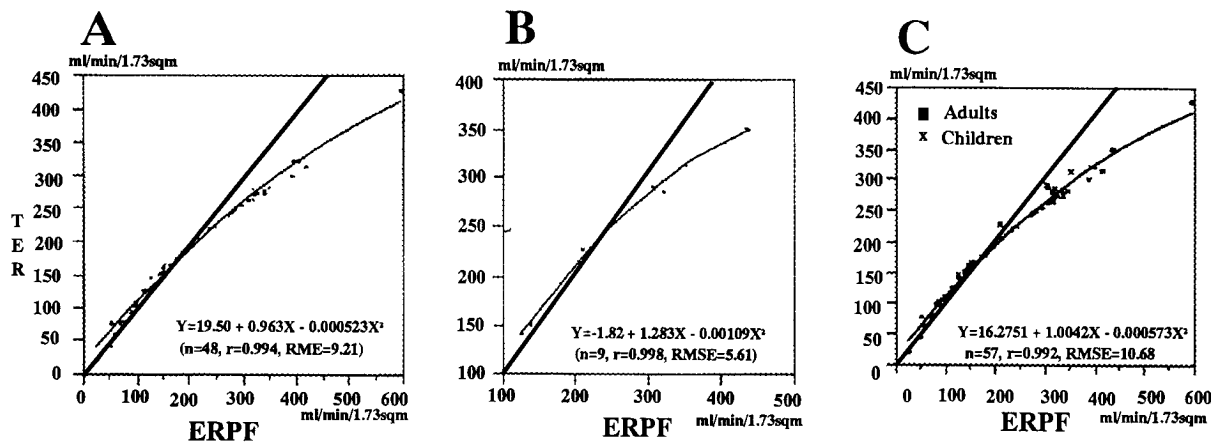 A
ml/min/1.73sqm
450
400
350
300
250
200
150
100
50
0
T
E
R
Y=19.50 + 0.963X - 0.000523X²
(n=48, r=0.994, RME=9.21)
0 100 200 300 400 500 600
ml/min/1.73sqm
ERPF
B
ml/min/1.73sqm
400
350
300
250
200
150
100
Y=-1.82 + 1.283X - 0.00109X²
(n=9, r=0.998, RMSE=5.61)
100 200 300 400 500
ml/min/1.73sqm
ERPF
C
ml/min/1.73sqm
450
400
350
300
250
200
150
100
50
0
Adults
x Children
Y=16.2751 + 1.0042X - 0.000573X²
n=57, r=0.992, RMSE=10.68
0 100 200 300 400 500 600
ml/min/1.73sqm
ERPF